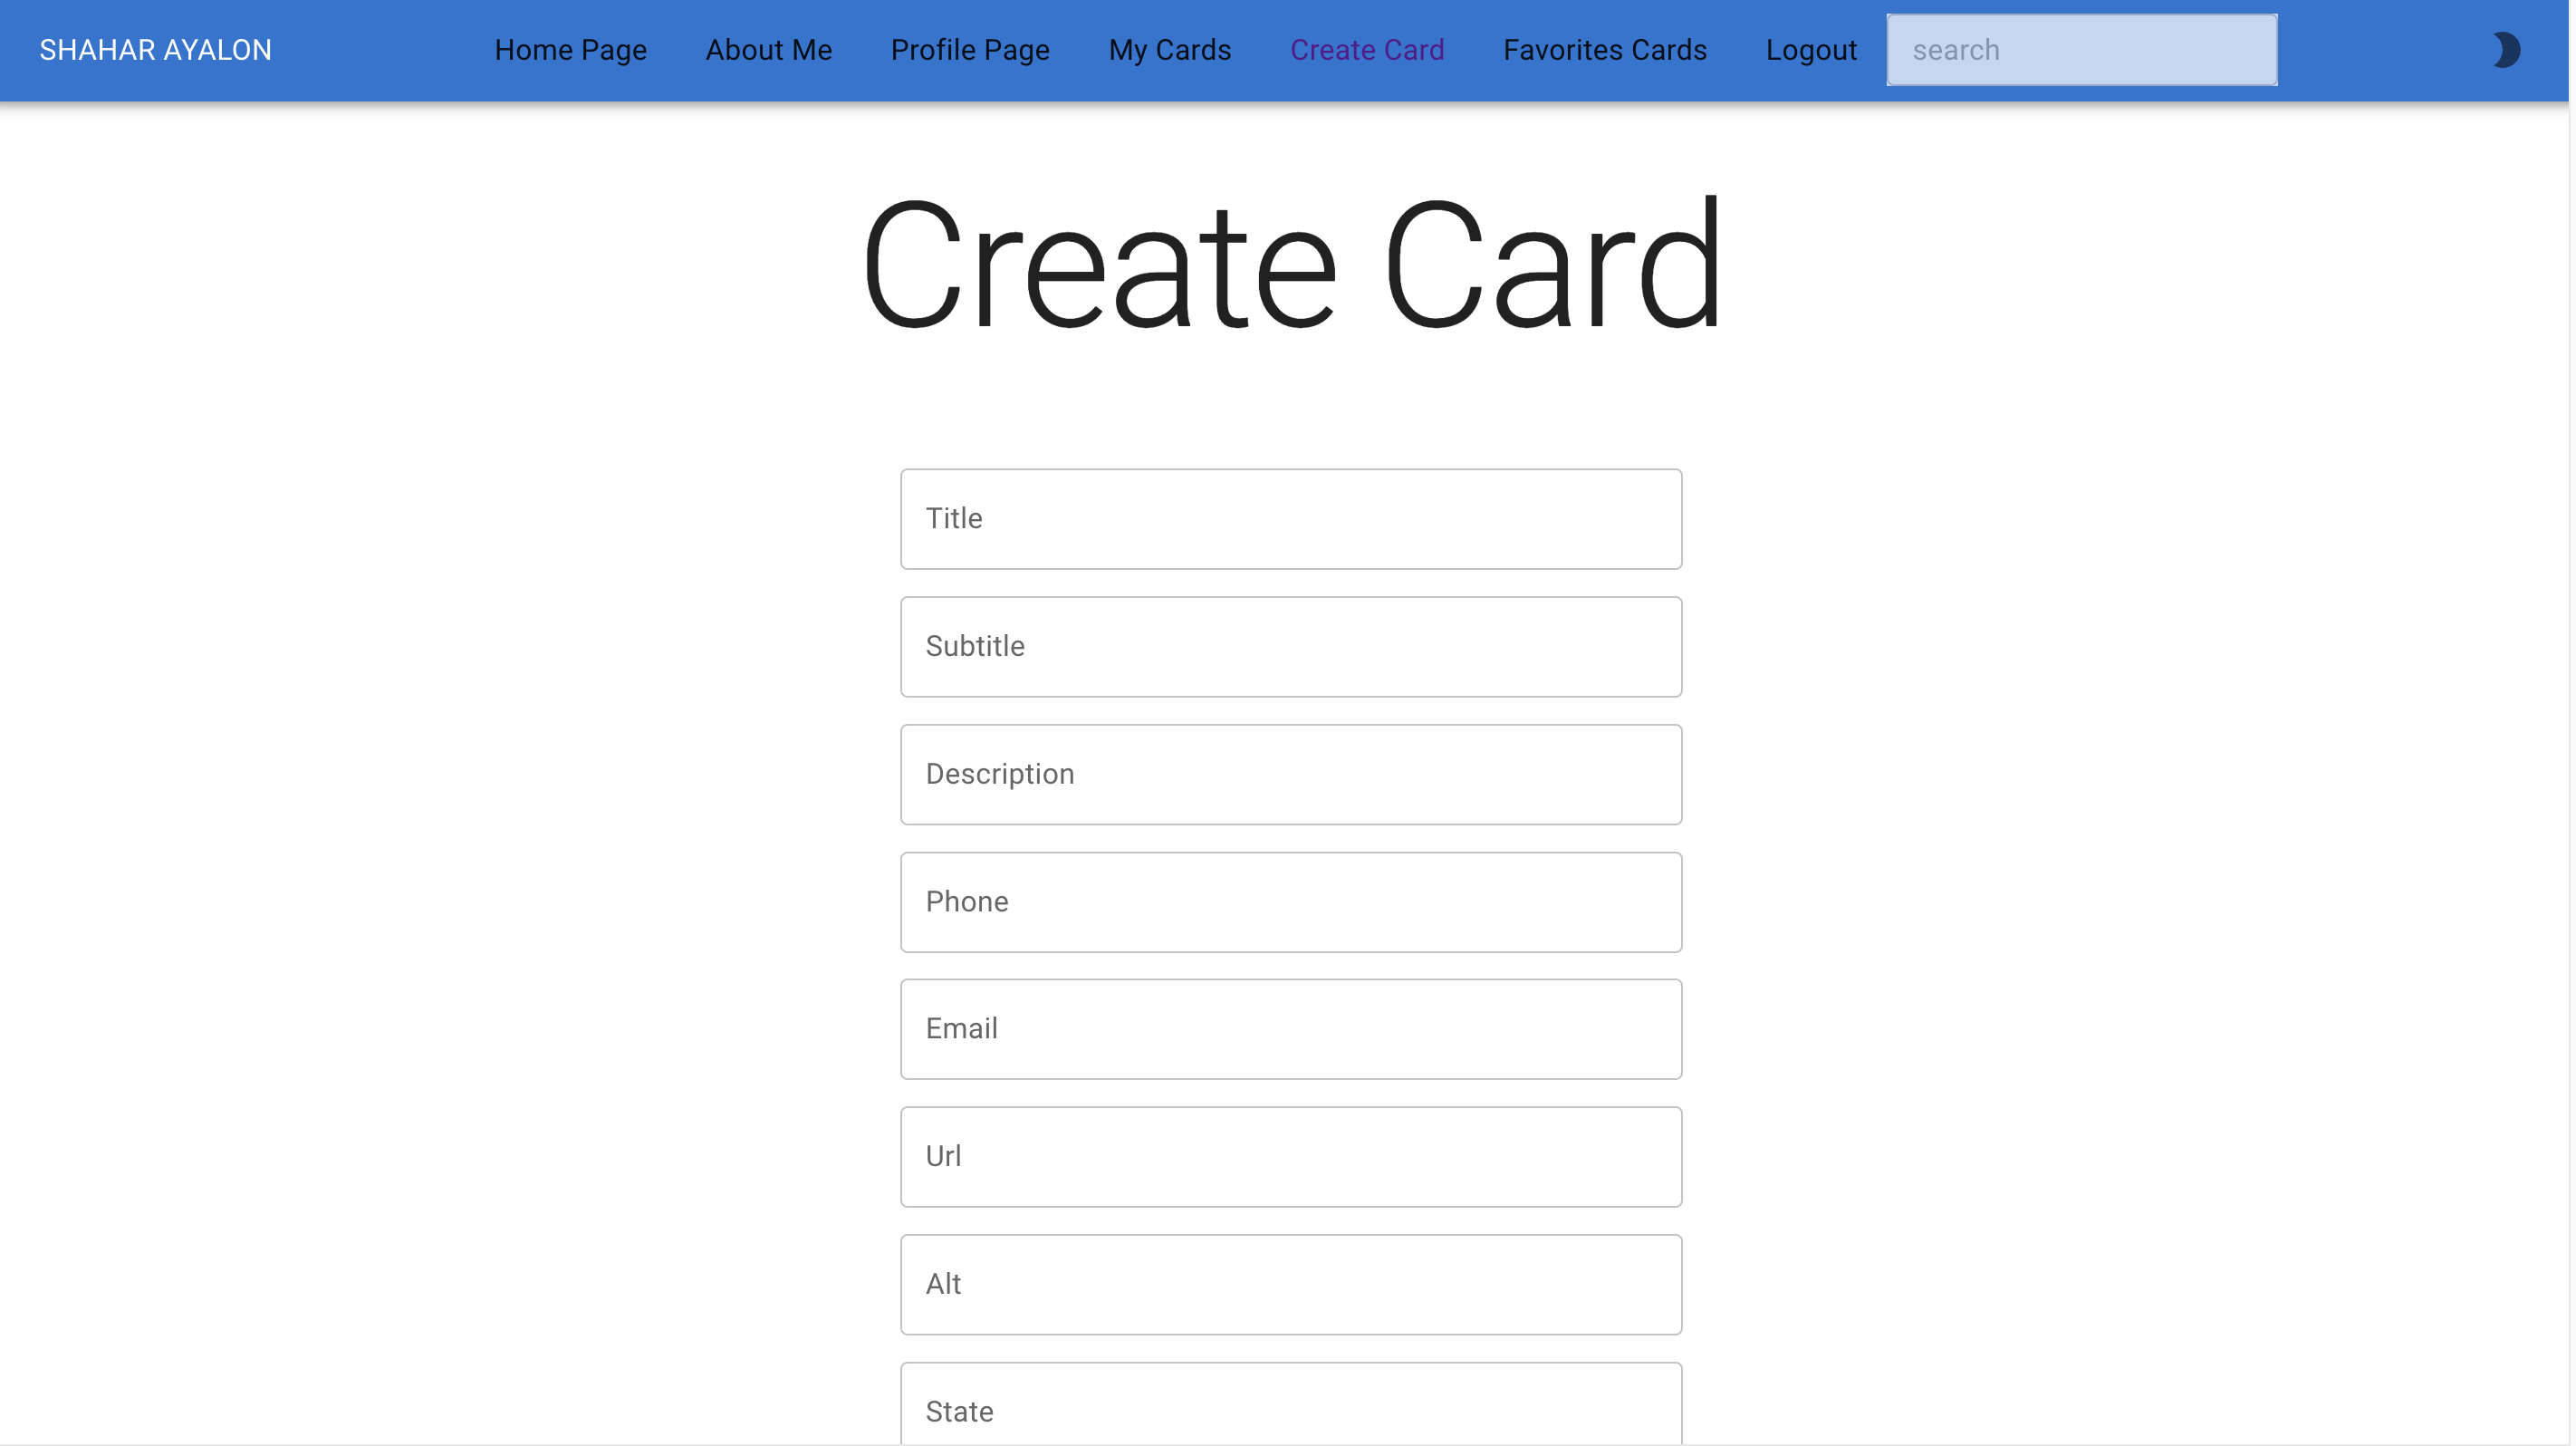 SHAHAR AYALON Home Page About Me Profile Page My Cards Create Card Favorites Cards Logout search
Create Card
Title
Subtitle
Description
Phone
Email
Url
Alt
State